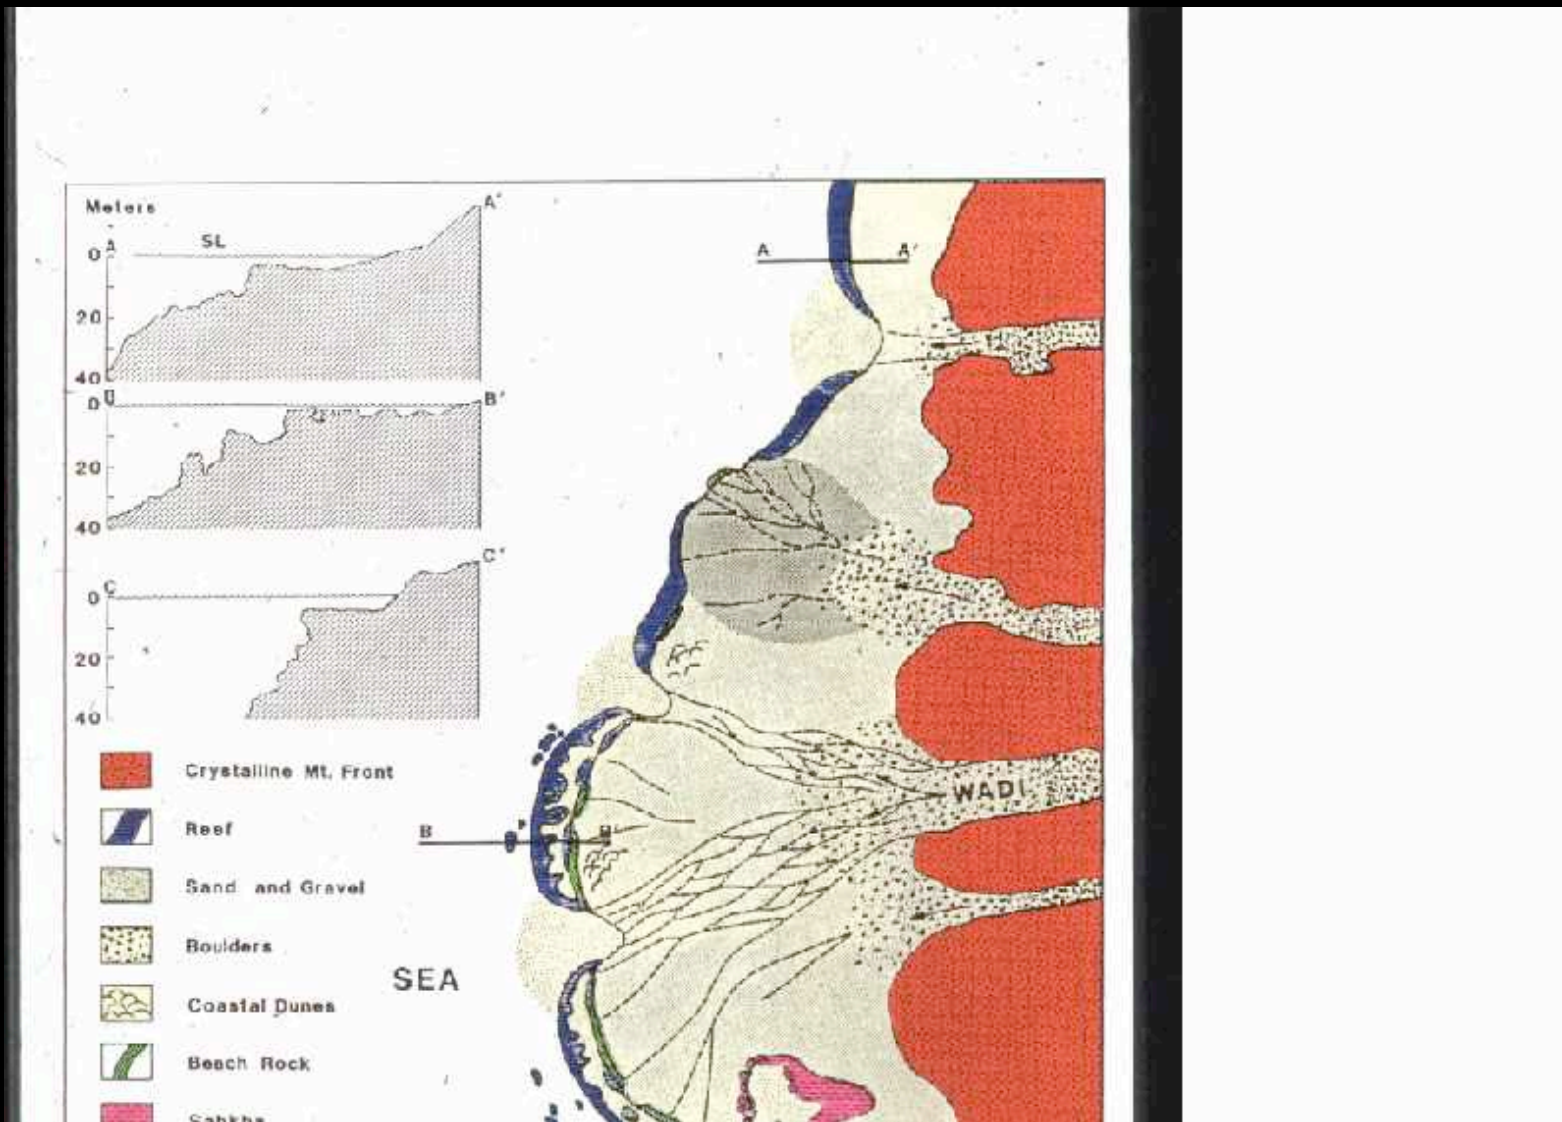 Meters
A'
A
SL
0
20
40
A A'
0
B'
20
40
C'
C
0
20
40
Crystalline Mt. Front
Reef
B B'
Sand and Gravel
Boulders
WADI
SEA
Coastal Dunes
Beach Rock
Sabkha